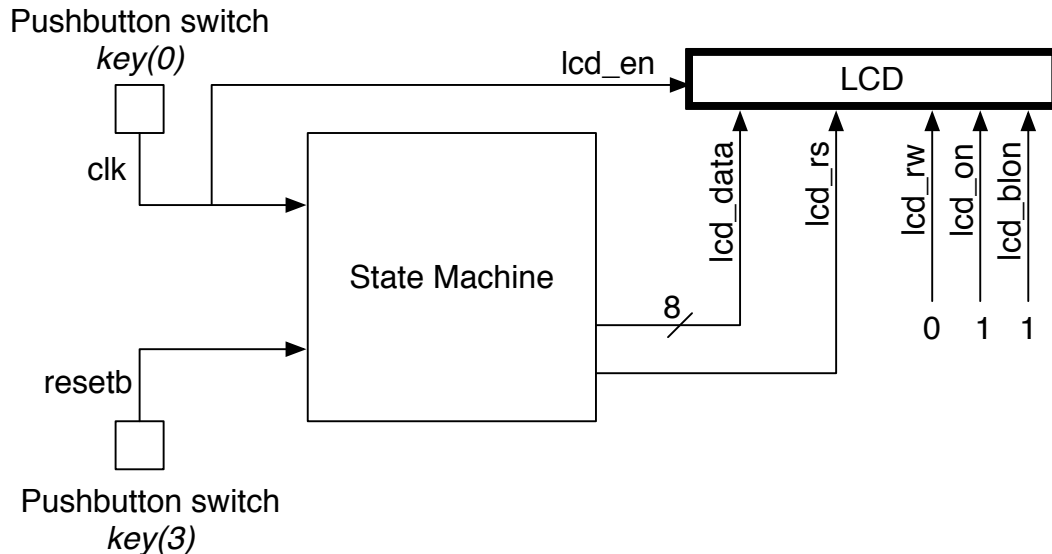 Pushbutton switch
key(0)
lcd_en
LCD
clk
lcd_data
lcd_rs
lcd_rw
lcd_on
lcd_blon
State Machine
8
0
1
1
resetb
Pushbutton switch
key(3)